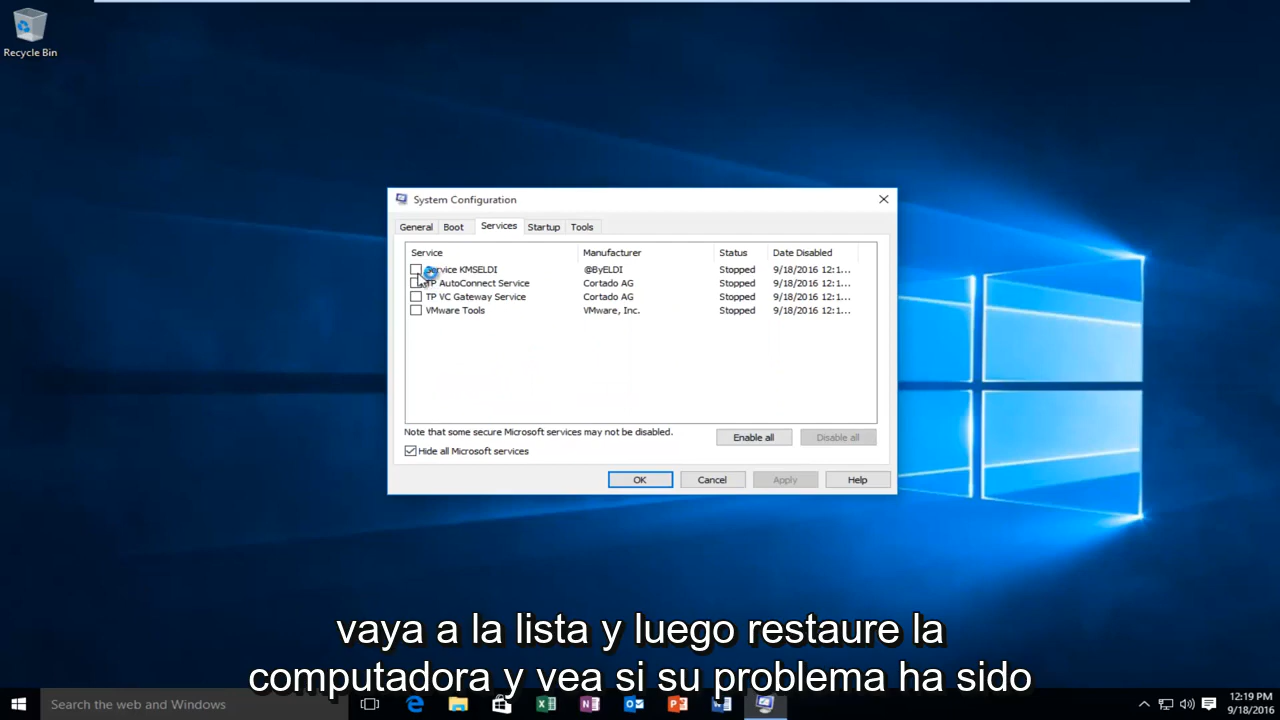 Recycle Bin
System Configuration
General Boot Services Startup Tools
Service Manufacturer Status Date Disabled
Service KMSELDI @ByELDI Stopped 9/18/2016 12:1...
TP AutoConnect Service Cortado AG Stopped 9/18/2016 12:1...
TP VC Gateway Service Cortado AG Stopped 9/18/2016 12:1...
VMware Tools VMware, Inc. Stopped 9/18/2016 12:1...
Note that some secure Microsoft services may not be disabled.
Enable all Disable all
Hide all Microsoft services
OK Cancel Apply Help
vaya a la lista y luego restaure la
computadora y vea si su problema ha sido
Search the web and Windows
12:19 PM
9/18/2016